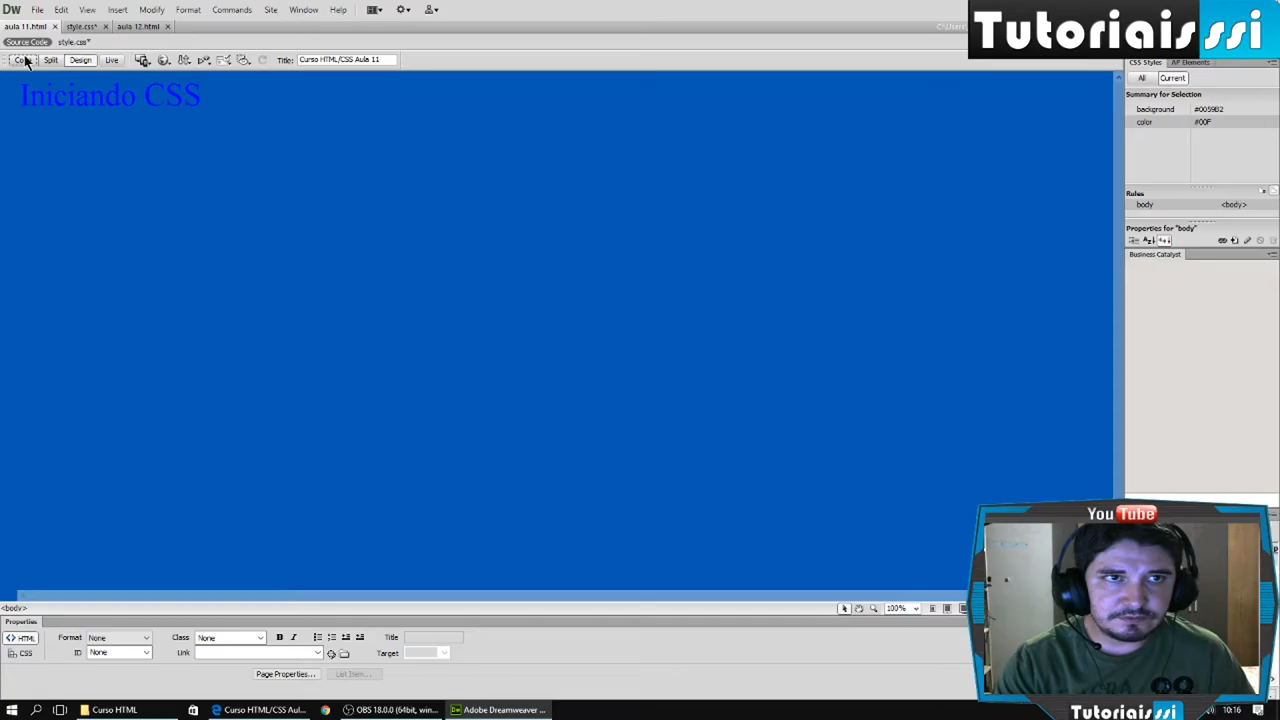 Dw File Edit View Insert Modify Format Commands Site Window Help
aula 11.html × style.css* × aula 12.html ×
Source Code style.css*
Split Design Live Title: Curso HTML/CSS Aula 11
Tutoriaisssi
Iniciando CSS
CSS Styles AP Elements
All Current
Summary for Selection
background #0059B2
color #00F
Rules
body <body>
Properties for "body"
Business Catalyst
You Tube
<body>
100%
Properties
HTML Format None Class None B I Title
CSS ID None Link Target
Page Properties... List Item...
Curso HTML Curso HTML/CSS Aul... OBS 18.0.0 (64bit, win... Adobe Dreamweaver ... 10:16
Tutoriaisssi